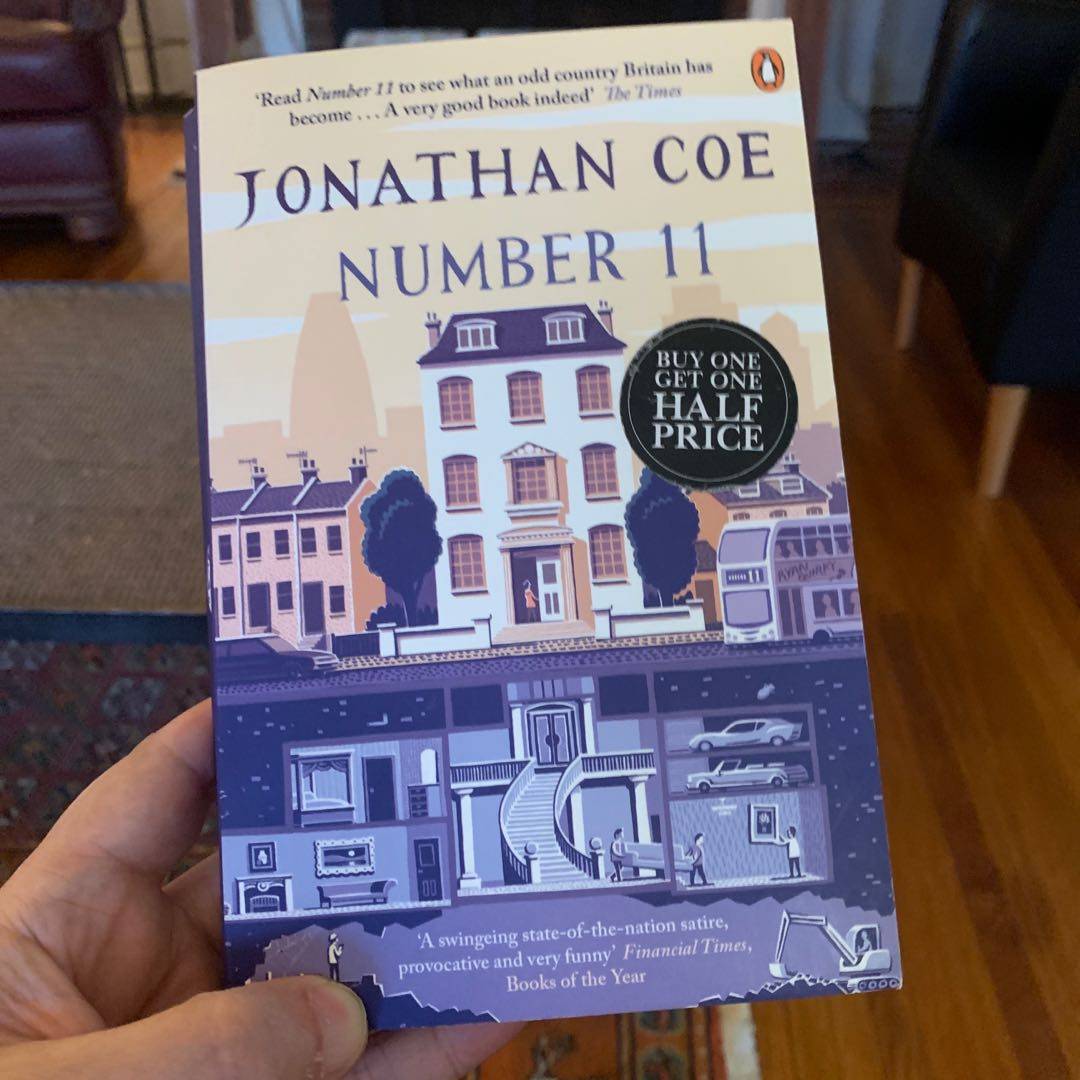 'Read Number 11 to see what an odd country Britain has
become . . . A very good book indeed' The Times
JONATHAN COE
NUMBER 11
BUY ONE
GET ONE
HALF
PRICE
11
RYAN QUIRKY
'A swingeing state-of-the-nation satire,
provocative and very funny' Financial Times,
Books of the Year